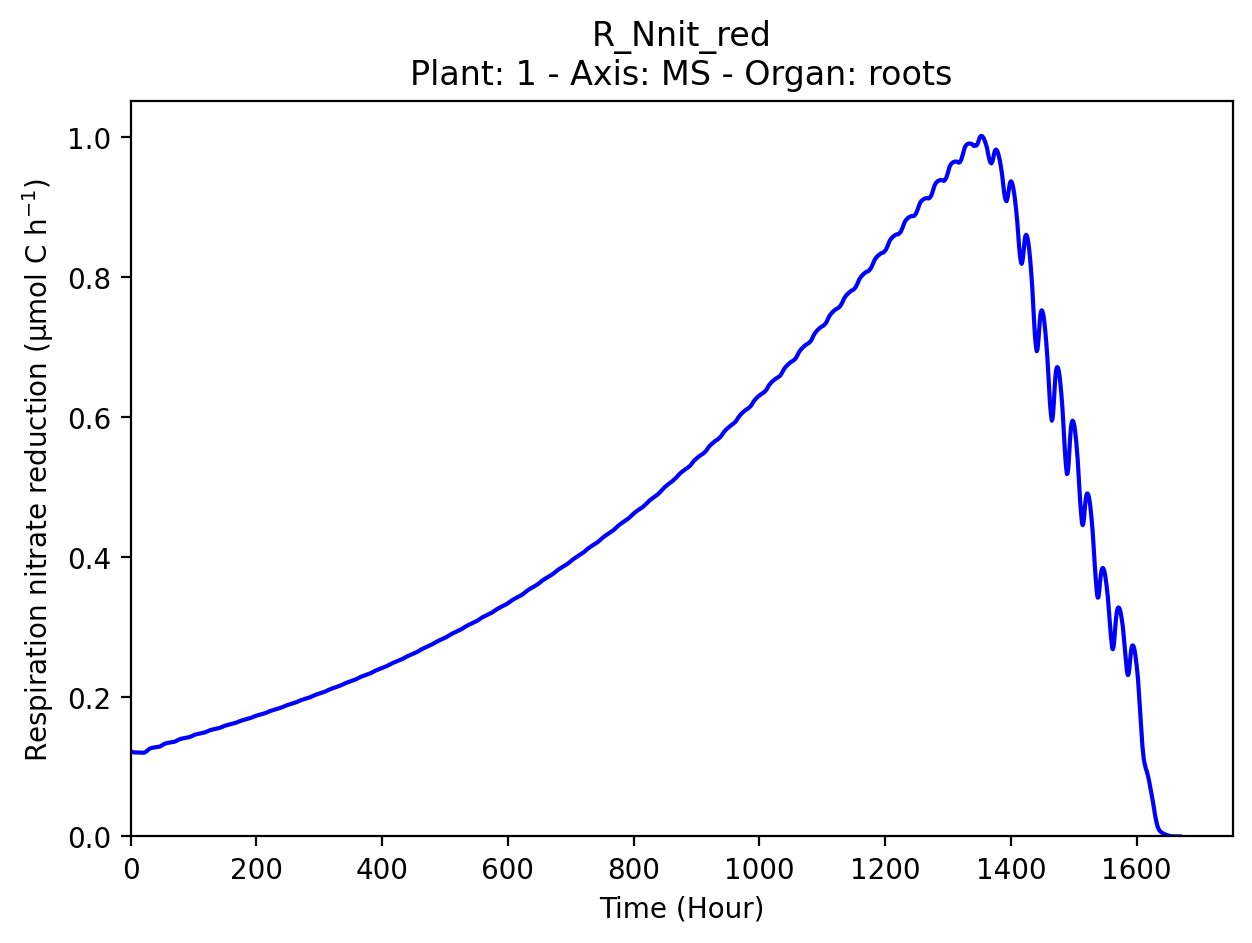 R_Nnit_red
Plant: 1 - Axis: MS - Organ: roots
1.0
0.8
0.6
0.4
0.2
0.0
Respiration nitrate reduction (µmol C h⁻¹)
0 200 400 600 800 1000 1200 1400 1600
Time (Hour)